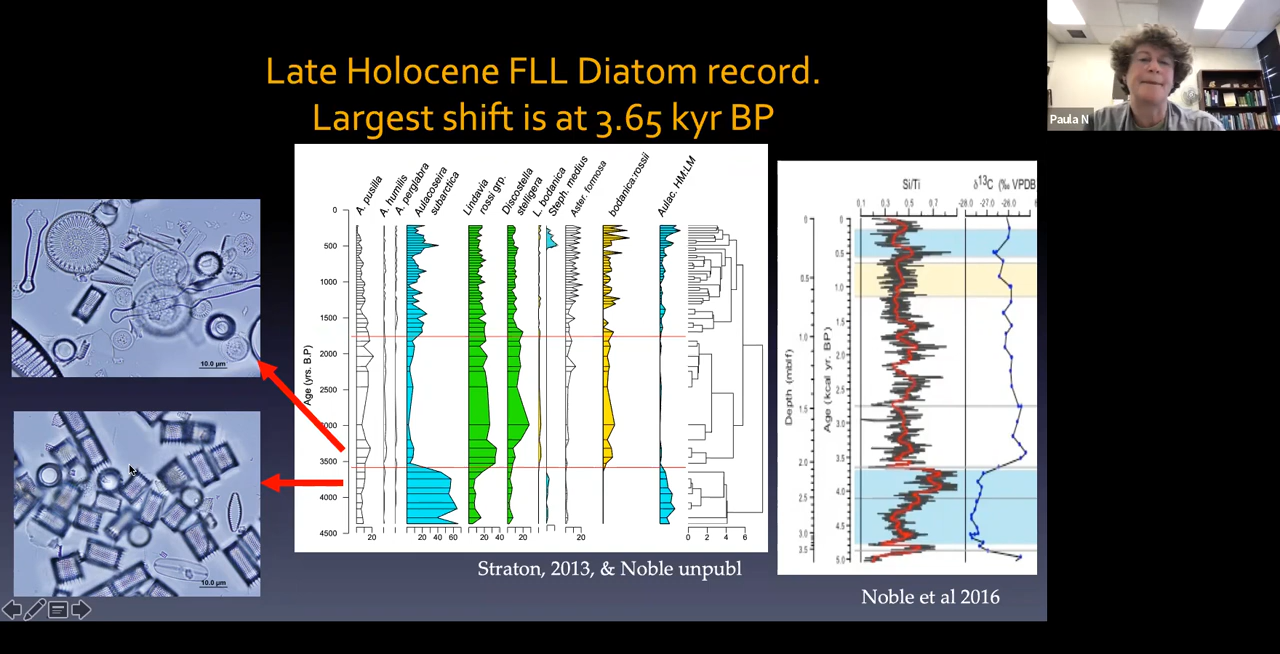 Late Holocene FLL Diatom record.
Largest shift is at 3.65 kyr BP
Paula N
A. pusilla
A. humilis
A. perglabra
Aulacoseira
subarctica
Lindavia
rossi grp.
Discostella
stelligera
L. bodanica
Steph. medius
Aster. formosa
bodanica:rossii
Aulac. HM:LM
Age (yrs. B.P)
0
500
1000
1500
2000
2500
3000
3500
4000
4500
20
20 40 60
20 40
20
20
0 2 4 6
Si/Ti
δ13C (‰ VPDB
0.1 0.3 0.5 0.7
-28.0 -27.0 -26.0
Depth (mblf)
0
0.5
1.0
1.5
2.0
3.0
3.5
Age (kcal yr. BP)
0
0.5
1.0
1.5
2.0
2.5
3.0
3.5
4.0
4.5
5.0
10.0 µm
10.0 µm
Straton, 2013, & Noble unpubl
Noble et al 2016